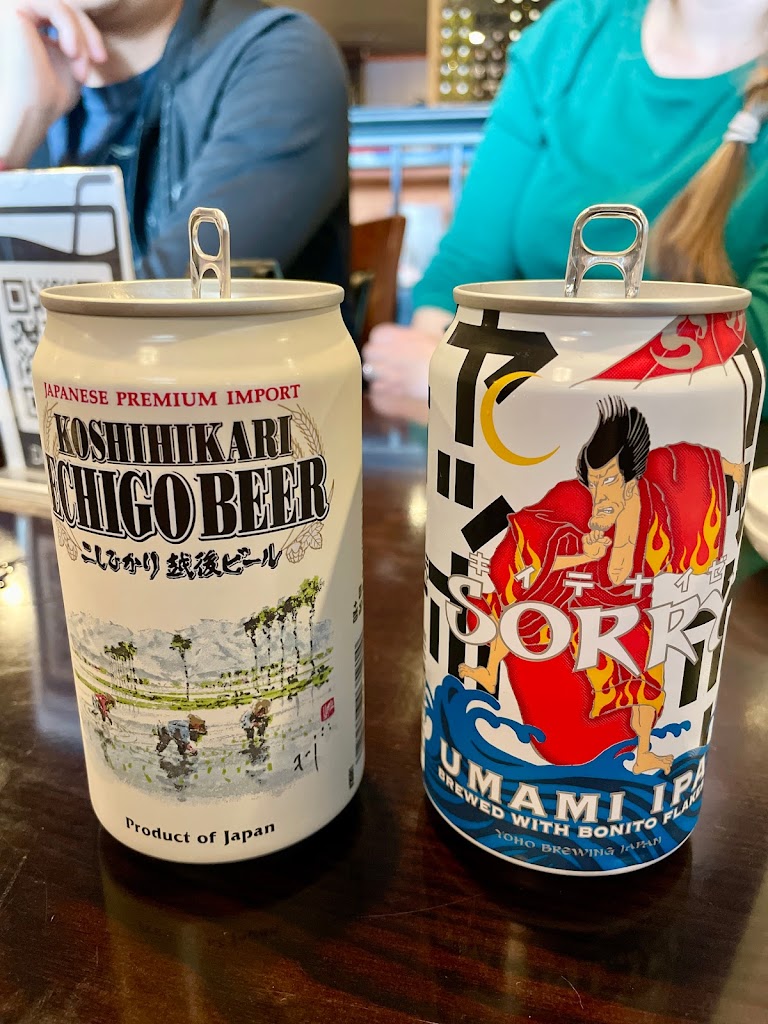 JAPANESE PREMIUM IMPORT
KOSHIHIKARI
ECHIGO BEER
こしひかり 越後ビール
Product of Japan
キイテナイゼ
SORRY
UMAMI IPA
BREWED WITH BONITO FLAKES
YOHO BREWING JAPAN